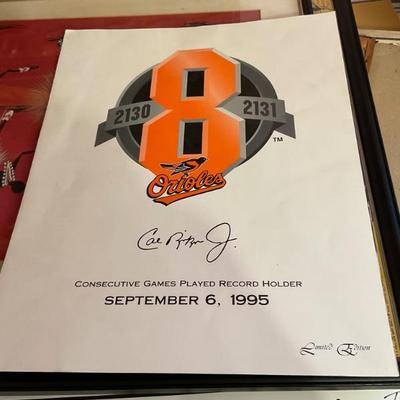 8
2130 2131
TM
Orioles
Cal Ripken Jr.
CONSECUTIVE GAMES PLAYED RECORD HOLDER
SEPTEMBER 6, 1995
Limited Edition